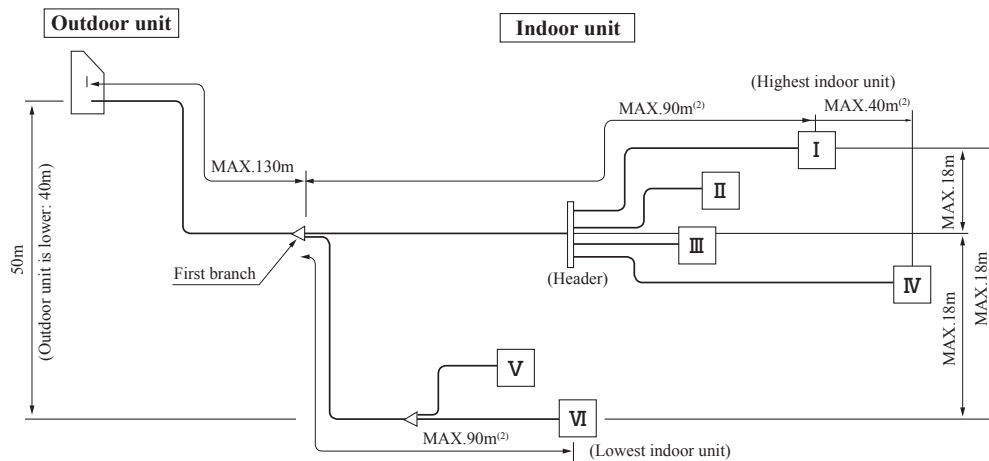 Outdoor unit
Indoor unit
(Highest indoor unit)
MAX.90m(2)
MAX.40m(2)
I
MAX.130m
II
MAX.18m
50m
(Outdoor unit is lower: 40m)
First branch
III
(Header)
IV
MAX.18m
MAX.18m
V
VI
MAX.90m(2)
(Lowest indoor unit)